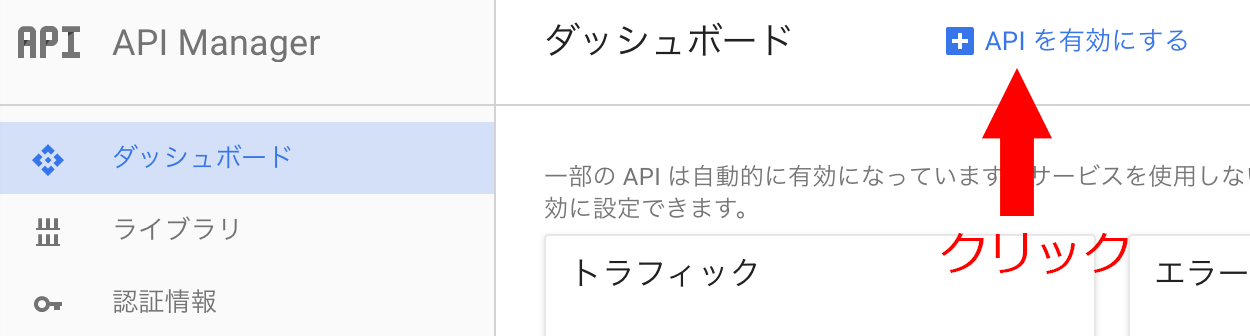 API API Manager
ダッシュボード
APIを有効にする
ダッシュボード
ライブラリ
認証情報
一部の API は自動的に有効になっています サービスを使用しない
効に設定できます。
クリック
トラフィック
エラー